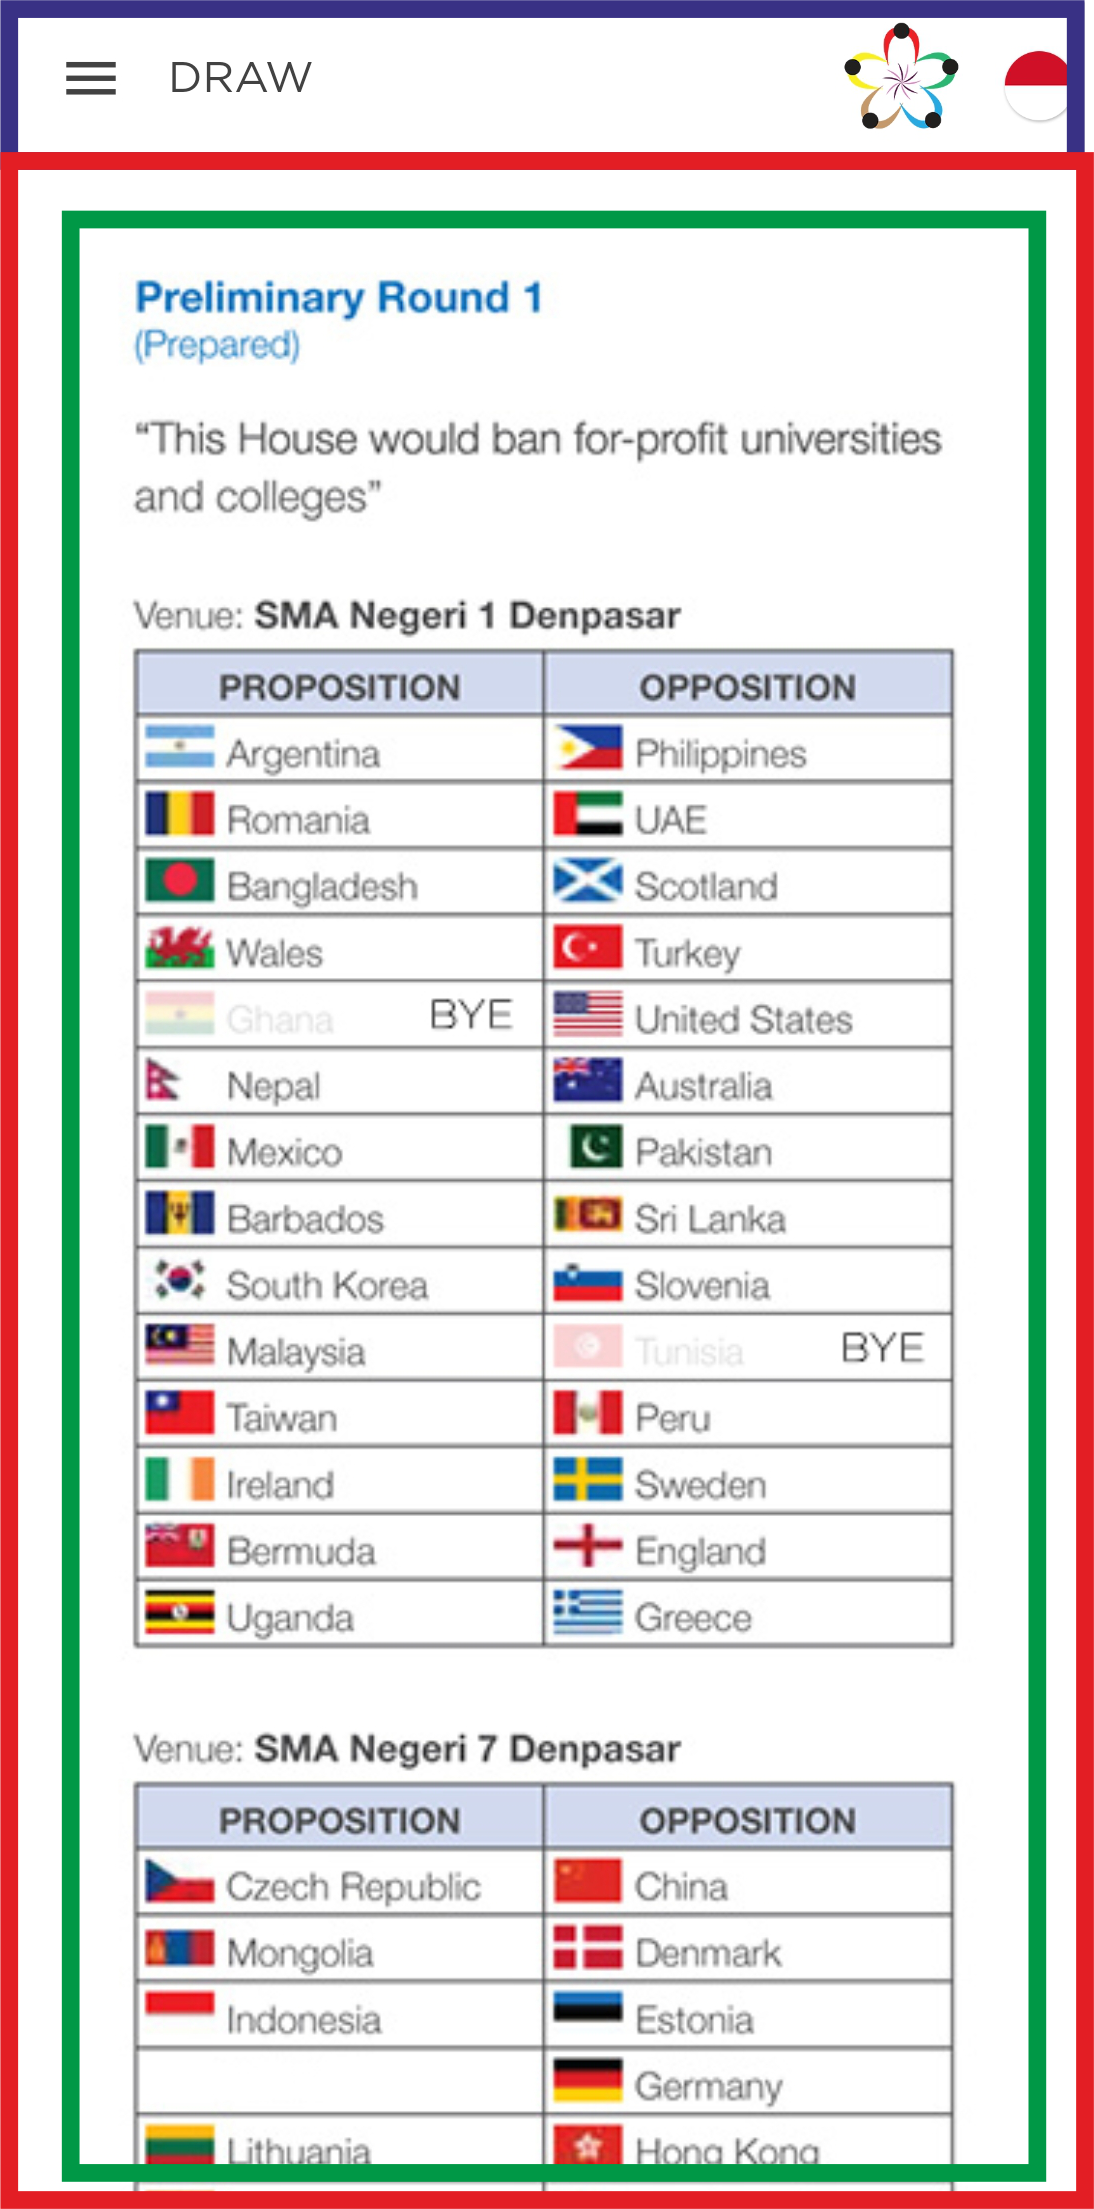 DRAW
Preliminary Round 1
(Prepared)
“This House would ban for-profit universities
and colleges”
Venue: SMA Negeri 1 Denpasar
PROPOSITION OPPOSITION
Argentina Philippines
Romania UAE
Bangladesh Scotland
Wales Turkey
Ghana BYE United States
Nepal Australia
Mexico Pakistan
Barbados Sri Lanka
South Korea Slovenia
Malaysia Tunisia BYE
Taiwan Peru
Ireland Sweden
Bermuda England
Uganda Greece
Venue: SMA Negeri 7 Denpasar
PROPOSITION OPPOSITION
Czech Republic China
Mongolia Denmark
Indonesia Estonia
Germany
Lithuania Hong Kong